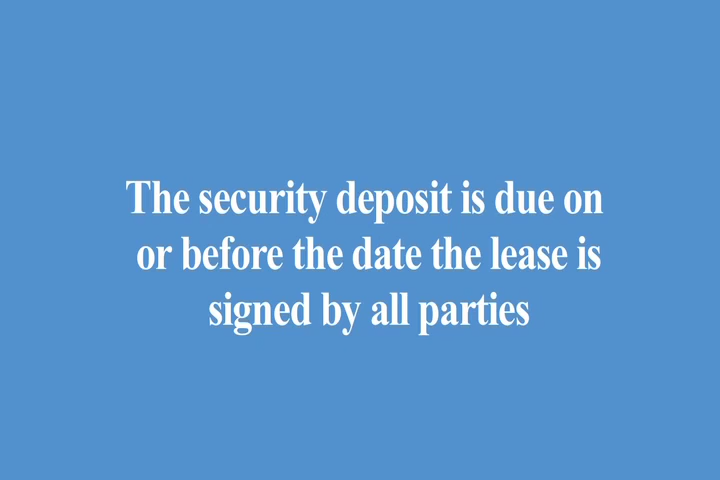 The security deposit is due on
or before the date the lease is
signed by all parties